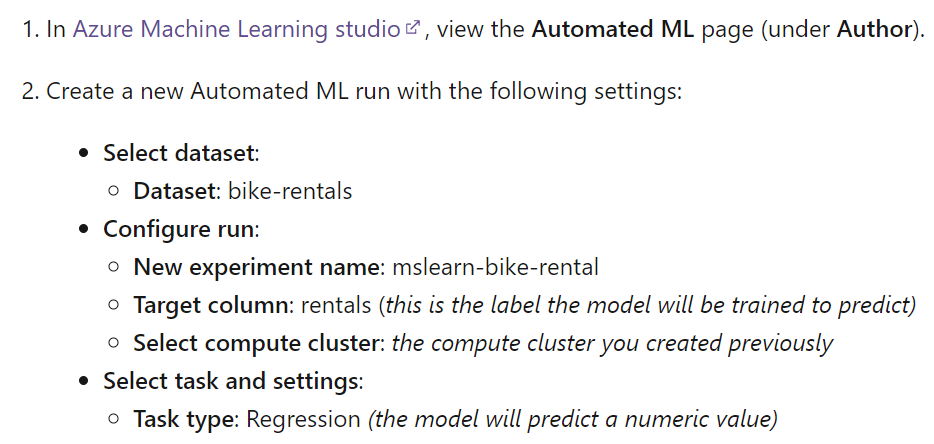 1. In Azure Machine Learning studio, view the Automated ML page (under Author).
2. Create a new Automated ML run with the following settings:
• Select dataset:
○ Dataset: bike-rentals
• Configure run:
○ New experiment name: mslearn-bike-rental
○ Target column: rentals (this is the label the model will be trained to predict)
○ Select compute cluster: the compute cluster you created previously
• Select task and settings:
○ Task type: Regression (the model will predict a numeric value)